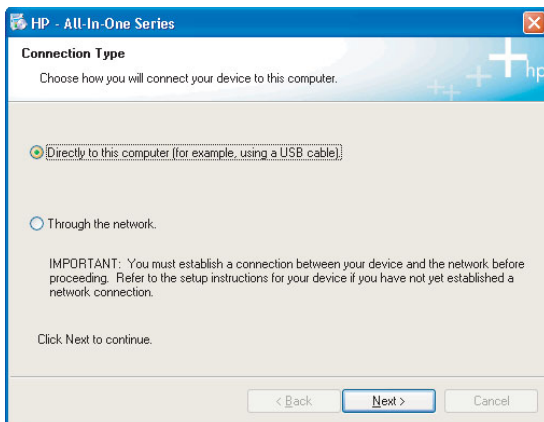 HP - All-In-One Series
Connection Type
Choose how you will connect your device to this computer.
hp
Directly to this computer (for example, using a USB cable).
Through the network.
IMPORTANT: You must establish a connection between your device and the network before
proceeding. Refer to the setup instructions for your device if you have not yet established a
network connection.
Click Next to continue.
< Back
Next >
Cancel